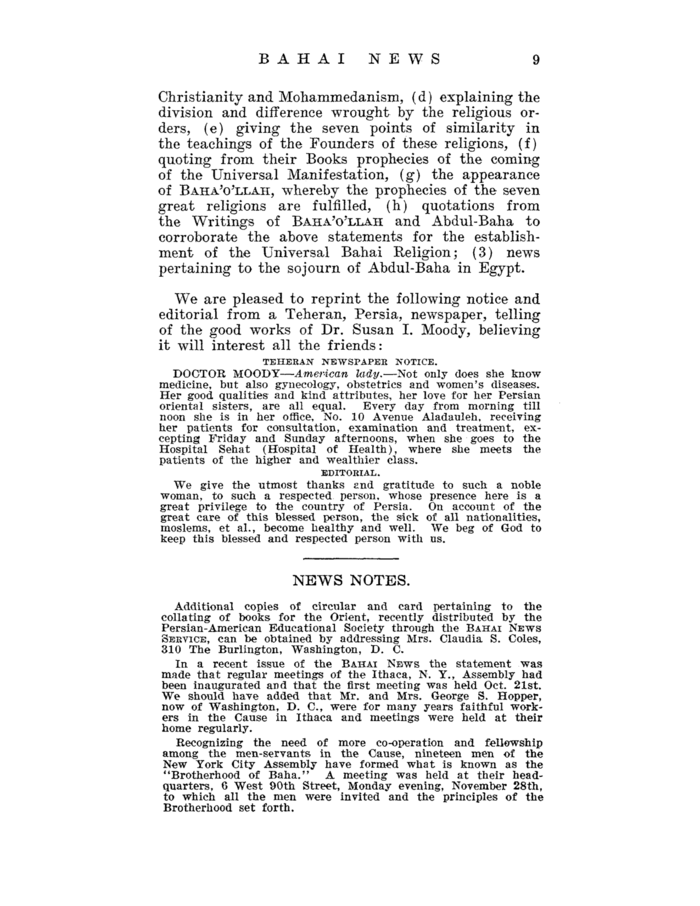 BAHAI NEWS 9
Christianity and Mohammedanism, (d) explaining the
division and difference wrought by the religious or-
ders, (e) giving the seven points of similarity in
the teachings of the Founders of these religions, (f)
quoting from their Books prophecies of the coming
of the Universal Manifestation, (g) the appearance
of BAHA'O'LLAH, whereby the prophecies of the seven
great religions are fulfilled, (h) quotations from
the Writings of BAHA'O'LLAH and Abdul-Baha to
corroborate the above statements for the establish-
ment of the Universal Bahai Religion; (3) news
pertaining to the sojourn of Abdul-Baha in Egypt.
We are pleased to reprint the following notice and
editorial from a Teheran, Persia, newspaper, telling
of the good works of Dr. Susan I. Moody, believing
it will interest all the friends:
TEHERAN NEWSPAPER NOTICE.
DOCTOR MOODY—American lady.—Not only does she know
medicine, but also gynecology, obstetrics and women's diseases.
Her good qualities and kind attributes, her love for her Persian
oriental sisters, are all equal. Every day from morning till
noon she is in her office, No. 10 Avenue Aladauleh, receiving
her patients for consultation, examination and treatment, ex-
cepting Friday and Sunday afternoons, when she goes to the
Hospital Sehat (Hospital of Health), where she meets the
patients of the higher and wealthier class.
EDITORIAL.
We give the utmost thanks and gratitude to such a noble
woman, to such a respected person, whose presence here is a
great privilege to the country of Persia. On account of the
great care of this blessed person, the sick of all nationalities,
moslems, et al., become healthy and well. We beg of God to
keep this blessed and respected person with us.
NEWS NOTES.
Additional copies of circular and card pertaining to the
collating of books for the Orient, recently distributed by the
Persian-American Educational Society through the BAHAI NEWS
SERVICE, can be obtained by addressing Mrs. Claudia S. Coles,
310 The Burlington, Washington, D. C.
In a recent issue of the BAHAI NEWS the statement was
made that regular meetings of the Ithaca, N. Y., Assembly had
been inaugurated and that the first meeting was held Oct. 21st.
We should have added that Mr. and Mrs. George S. Hopper,
now of Washington, D. C., were for many years faithful work-
ers in the Cause in Ithaca and meetings were held at their
home regularly.
Recognizing the need of more co-operation and fellowship
among the men-servants in the Cause, nineteen men of the
New York City Assembly have formed what is known as the
"Brotherhood of Baha." A meeting was held at their head-
quarters, 6 West 90th Street, Monday evening, November 28th,
to which all the men were invited and the principles of the
Brotherhood set forth.